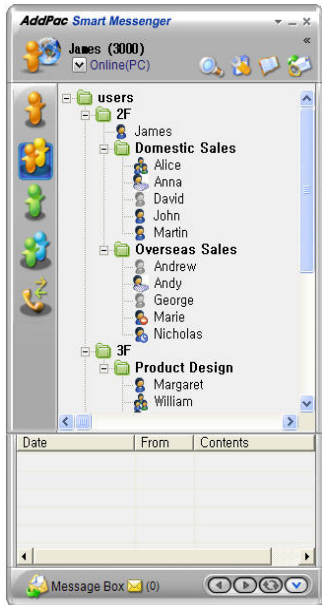 AddPac Smart Messenger
James (3000)
Online(PC)
users
2F
James
Domestic Sales
Alice
Anna
David
John
Martin
Overseas Sales
Andrew
Andy
George
Marie
Nicholas
3F
Product Design
Margaret
William
Date From Contents
Message Box (0)